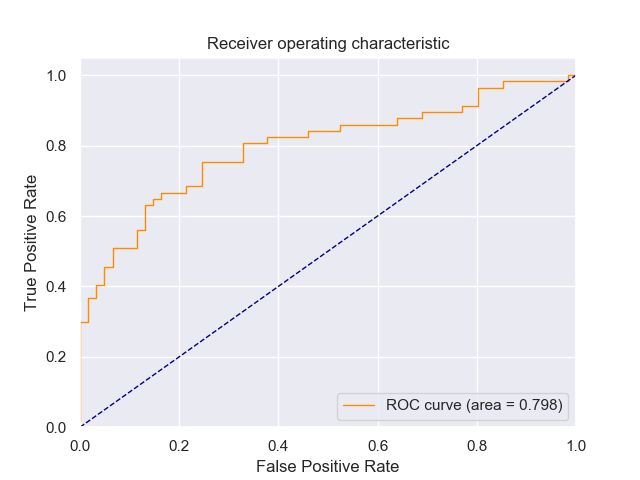 Receiver operating characteristic
True Positive Rate
1.0
0.8
0.6
0.4
0.2
0.0
ROC curve (area = 0.798)
0.0 0.2 0.4 0.6 0.8 1.0
False Positive Rate